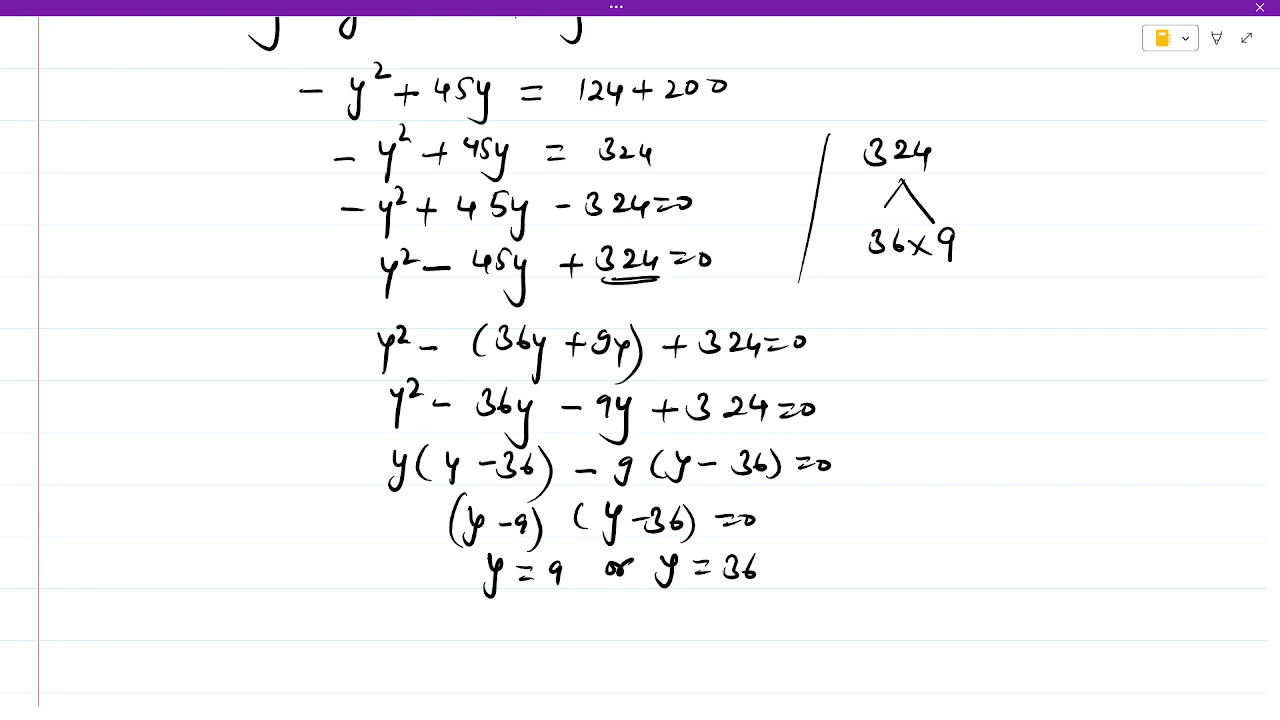 - y² + 45y = 124 + 200
- y² + 45y = 324
- y² + 45y - 324 = 0
y² - 45y + 324 = 0
y² - (36y + 9y) + 324 = 0
y² - 36y - 9y + 324 = 0
y(y - 36) - 9(y - 36) = 0
(y - 9) (y - 36) = 0
y = 9 or y = 36
324
36 × 9